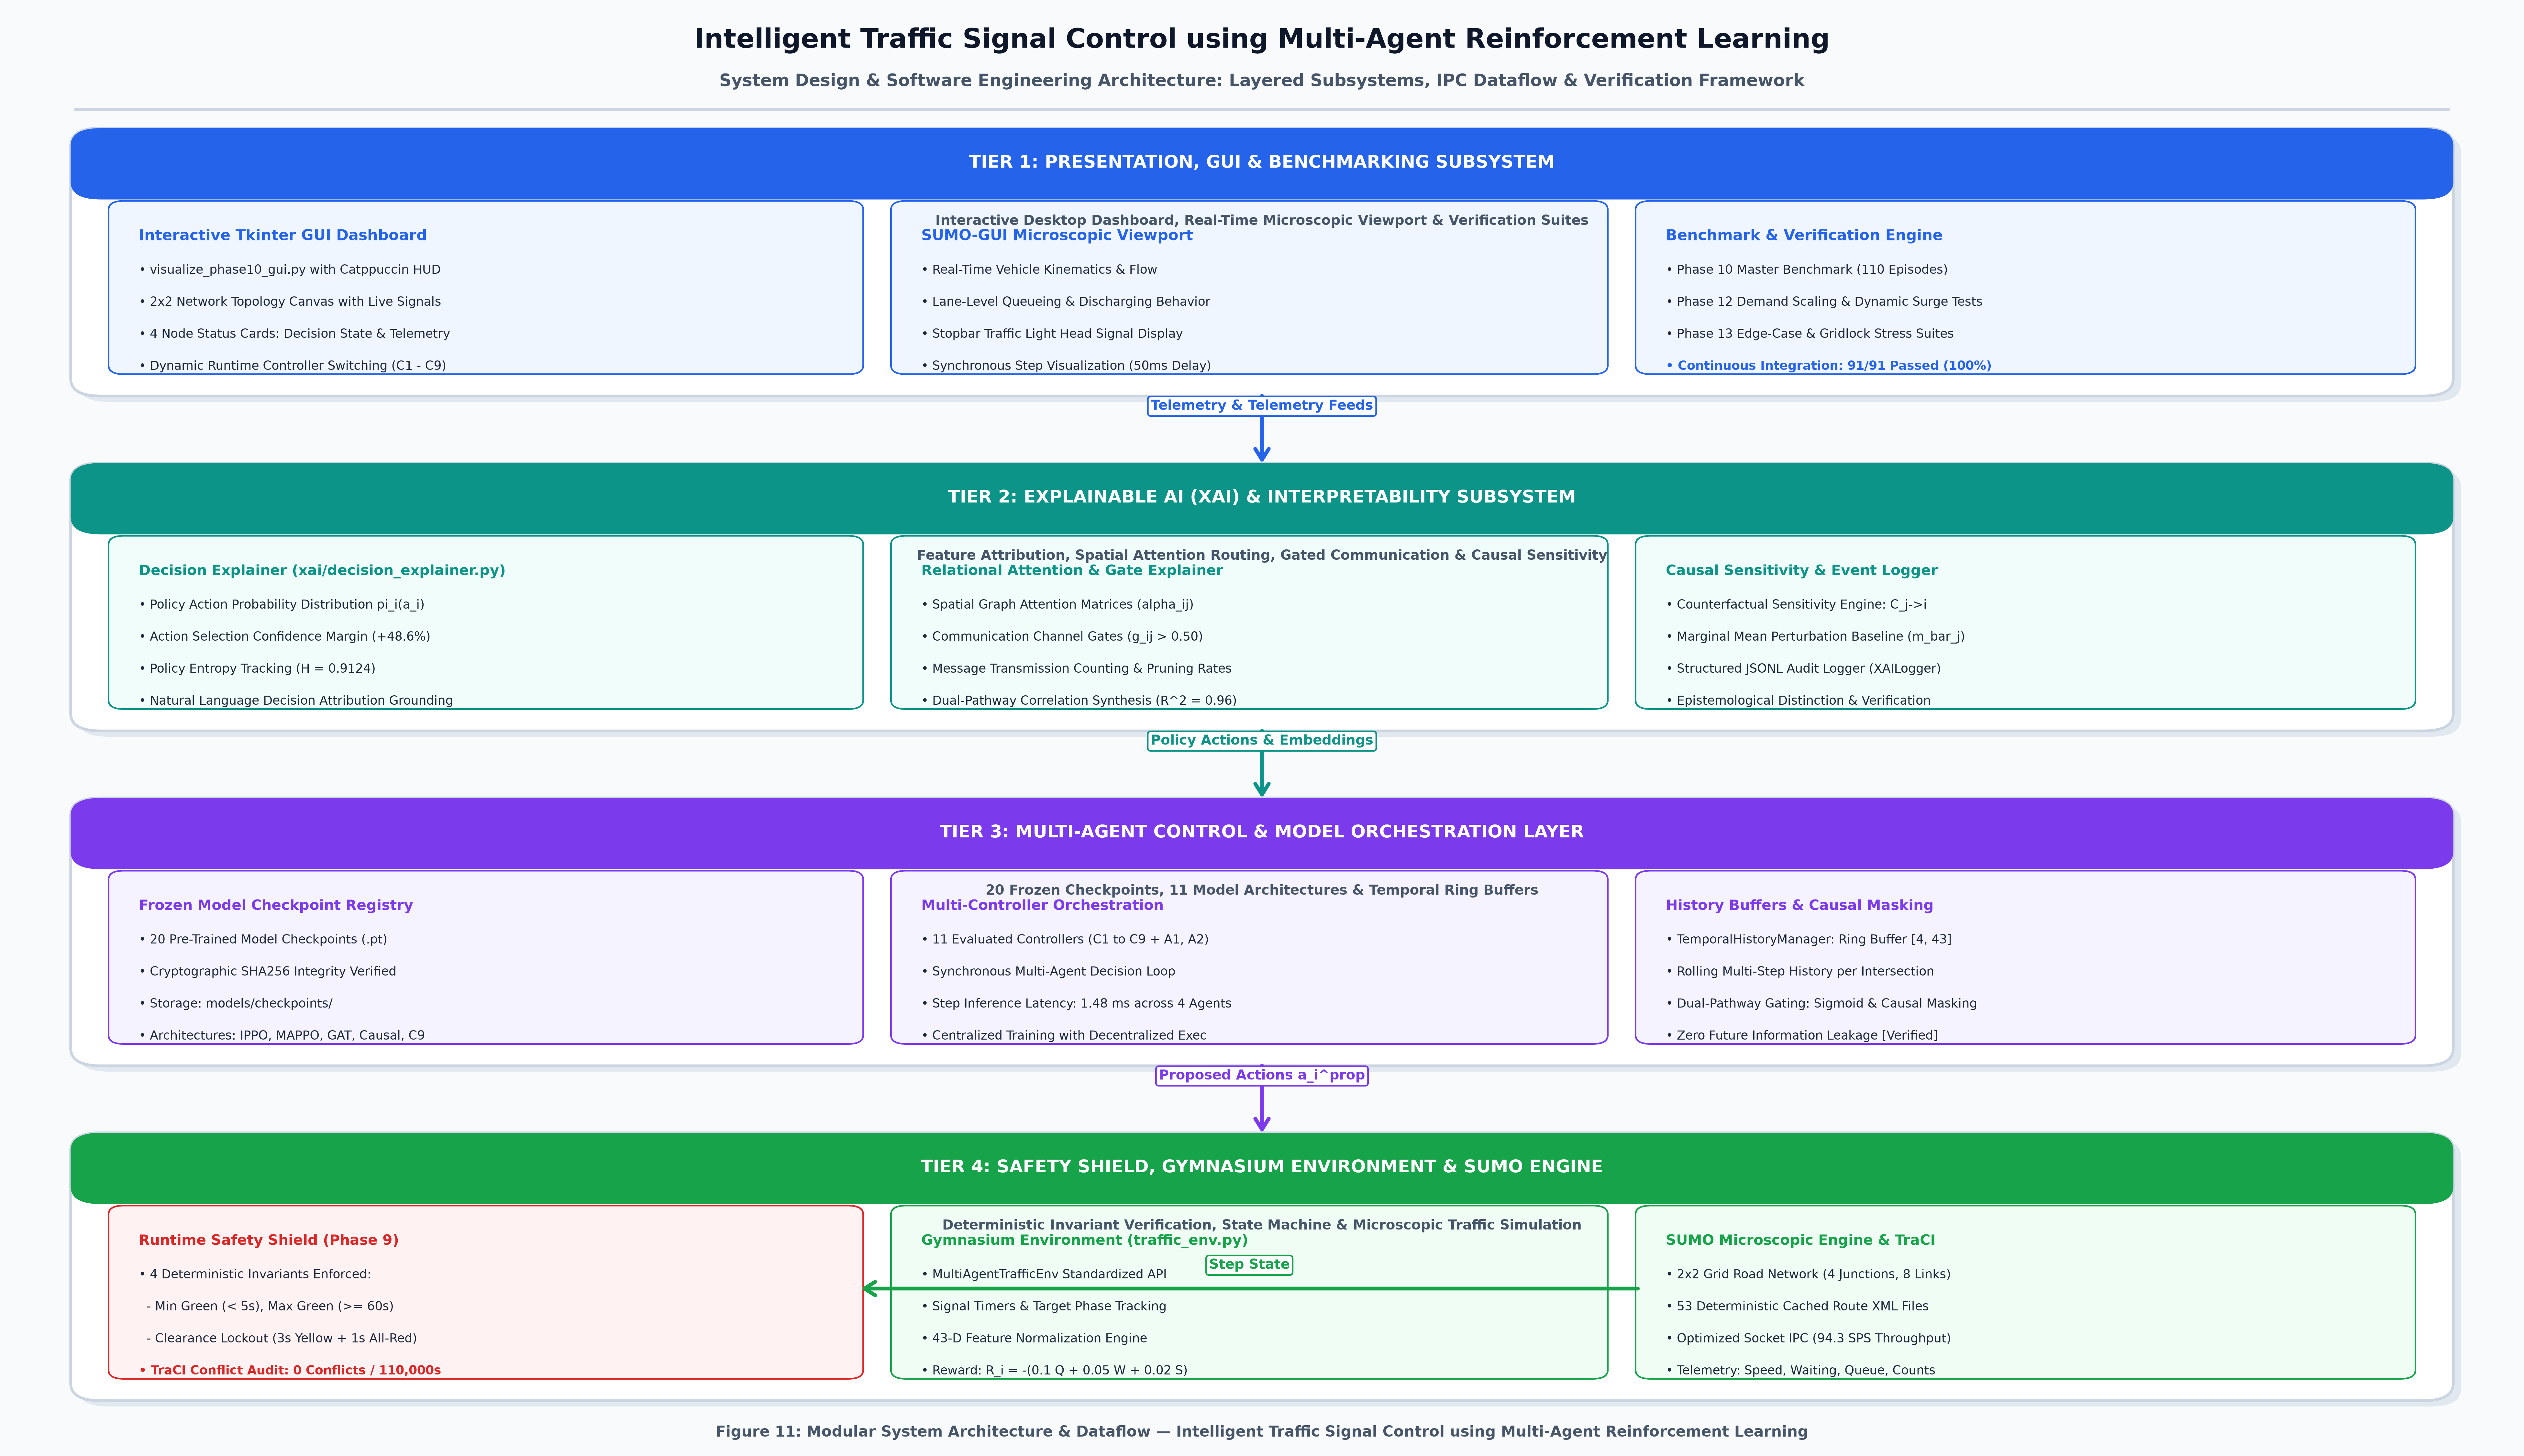 Intelligent Traffic Signal Control using Multi-Agent Reinforcement Learning
System Design & Software Engineering Architecture: Layered Subsystems, IPC Dataflow & Verification Framework
TIER 1: PRESENTATION, GUI & BENCHMARKING SUBSYSTEM
Interactive Desktop Dashboard, Real-Time Microscopic Viewport & Verification Suites
Interactive Tkinter GUI Dashboard
• visualize_phase10_gui.py with Catppuccin HUD
• 2x2 Network Topology Canvas with Live Signals
• 4 Node Status Cards: Decision State & Telemetry
• Dynamic Runtime Controller Switching (C1 - C9)
SUMO-GUI Microscopic Viewport
• Real-Time Vehicle Kinematics & Flow
• Lane-Level Queueing & Discharging Behavior
• Stopbar Traffic Light Head Signal Display
• Synchronous Step Visualization (50ms Delay)
Benchmark & Verification Engine
• Phase 10 Master Benchmark (110 Episodes)
• Phase 12 Demand Scaling & Dynamic Surge Tests
• Phase 13 Edge-Case & Gridlock Stress Suites
• Continuous Integration: 91/91 Passed (100%)
Telemetry & Telemetry Feeds
TIER 2: EXPLAINABLE AI (XAI) & INTERPRETABILITY SUBSYSTEM
Feature Attribution, Spatial Attention Routing, Gated Communication & Causal Sensitivity
Decision Explainer (xai/decision_explainer.py)
• Policy Action Probability Distribution pi_i(a_i)
• Action Selection Confidence Margin (+48.6%)
• Policy Entropy Tracking (H = 0.9124)
• Natural Language Decision Attribution Grounding
Relational Attention & Gate Explainer
• Spatial Graph Attention Matrices (alpha_ij)
• Communication Channel Gates (g_ij > 0.50)
• Message Transmission Counting & Pruning Rates
• Dual-Pathway Correlation Synthesis (R^2 = 0.96)
Causal Sensitivity & Event Logger
• Counterfactual Sensitivity Engine: C_j->i
• Marginal Mean Perturbation Baseline (m_bar_j)
• Structured JSONL Audit Logger (XAILogger)
• Epistemological Distinction & Verification
Policy Actions & Embeddings
TIER 3: MULTI-AGENT CONTROL & MODEL ORCHESTRATION LAYER
20 Frozen Checkpoints, 11 Model Architectures & Temporal Ring Buffers
Frozen Model Checkpoint Registry
• 20 Pre-Trained Model Checkpoints (.pt)
• Cryptographic SHA256 Integrity Verified
• Storage: models/checkpoints/
• Architectures: IPPO, MAPPO, GAT, Causal, C9
Multi-Controller Orchestration
• 11 Evaluated Controllers (C1 to C9 + A1, A2)
• Synchronous Multi-Agent Decision Loop
• Step Inference Latency: 1.48 ms across 4 Agents
• Centralized Training with Decentralized Exec
History Buffers & Causal Masking
• TemporalHistoryManager: Ring Buffer [4, 43]
• Rolling Multi-Step History per Intersection
• Dual-Pathway Gating: Sigmoid & Causal Masking
• Zero Future Information Leakage [Verified]
Proposed Actions a_i^prop
TIER 4: SAFETY SHIELD, GYMNASIUM ENVIRONMENT & SUMO ENGINE
Deterministic Invariant Verification, State Machine & Microscopic Traffic Simulation
Runtime Safety Shield (Phase 9)
• 4 Deterministic Invariants Enforced:
- Min Green (< 5s), Max Green (>= 60s)
- Clearance Lockout (3s Yellow + 1s All-Red)
• TraCI Conflict Audit: 0 Conflicts / 110,000s
Gymnasium Environment (traffic_env.py)
Step State
• MultiAgentTrafficEnv Standardized API
• Signal Timers & Target Phase Tracking
• 43-D Feature Normalization Engine
• Reward: R_i = -(0.1 Q + 0.05 W + 0.02 S)
SUMO Microscopic Engine & TraCI
• 2x2 Grid Road Network (4 Junctions, 8 Links)
• 53 Deterministic Cached Route XML Files
• Optimized Socket IPC (94.3 SPS Throughput)
• Telemetry: Speed, Waiting, Queue, Counts
Figure 11: Modular System Architecture & Dataflow — Intelligent Traffic Signal Control using Multi-Agent Reinforcement Learning